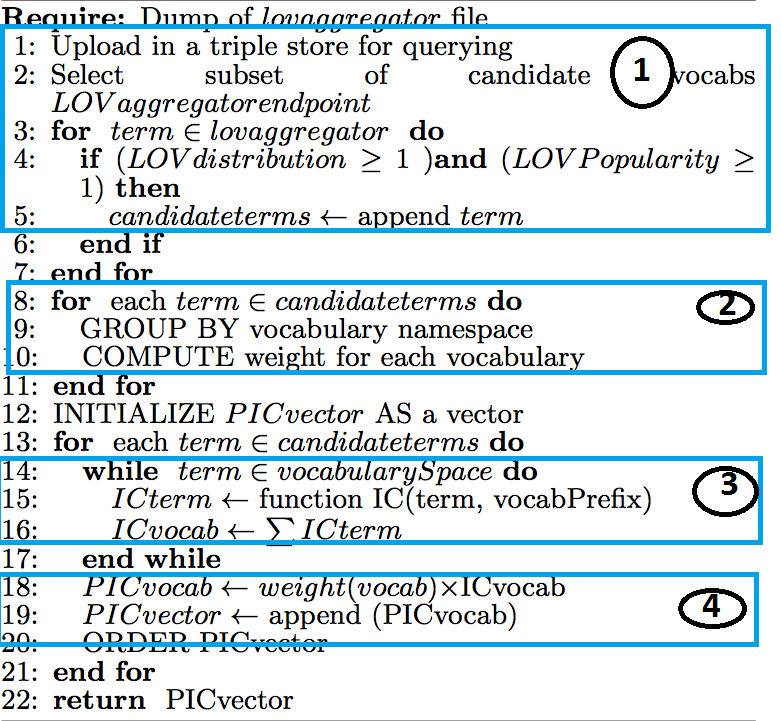 Require: Dump of lovaggregator file
1: Upload in a triple store for querying
2: Select subset of candidate vocabs
LOVaggregatorendpoint
3: for term ∈ lovaggregator do
4: if (LOVdistribution ≥ 1 )and (LOVPopularity ≥
1) then
5: candidateterms ← append term
6: end if
7: end for
8: for each term ∈ candidateterms do
9: GROUP BY vocabulary namespace
10: COMPUTE weight for each vocabulary
11: end for
12: INITIALIZE PICvector AS a vector
13: for each term ∈ candidateterms do
14: while term ∈ vocabularySpace do
15: ICterm ← function IC(term, vocabPrefix)
16: ICvocab ← ∑ ICterm
17: end while
18: PICvocab ← weight(vocab)×ICvocab
19: PICvector ← append (PICvocab)
20: ORDER PICvector
21: end for
22: return PICvector
1
2
3
4